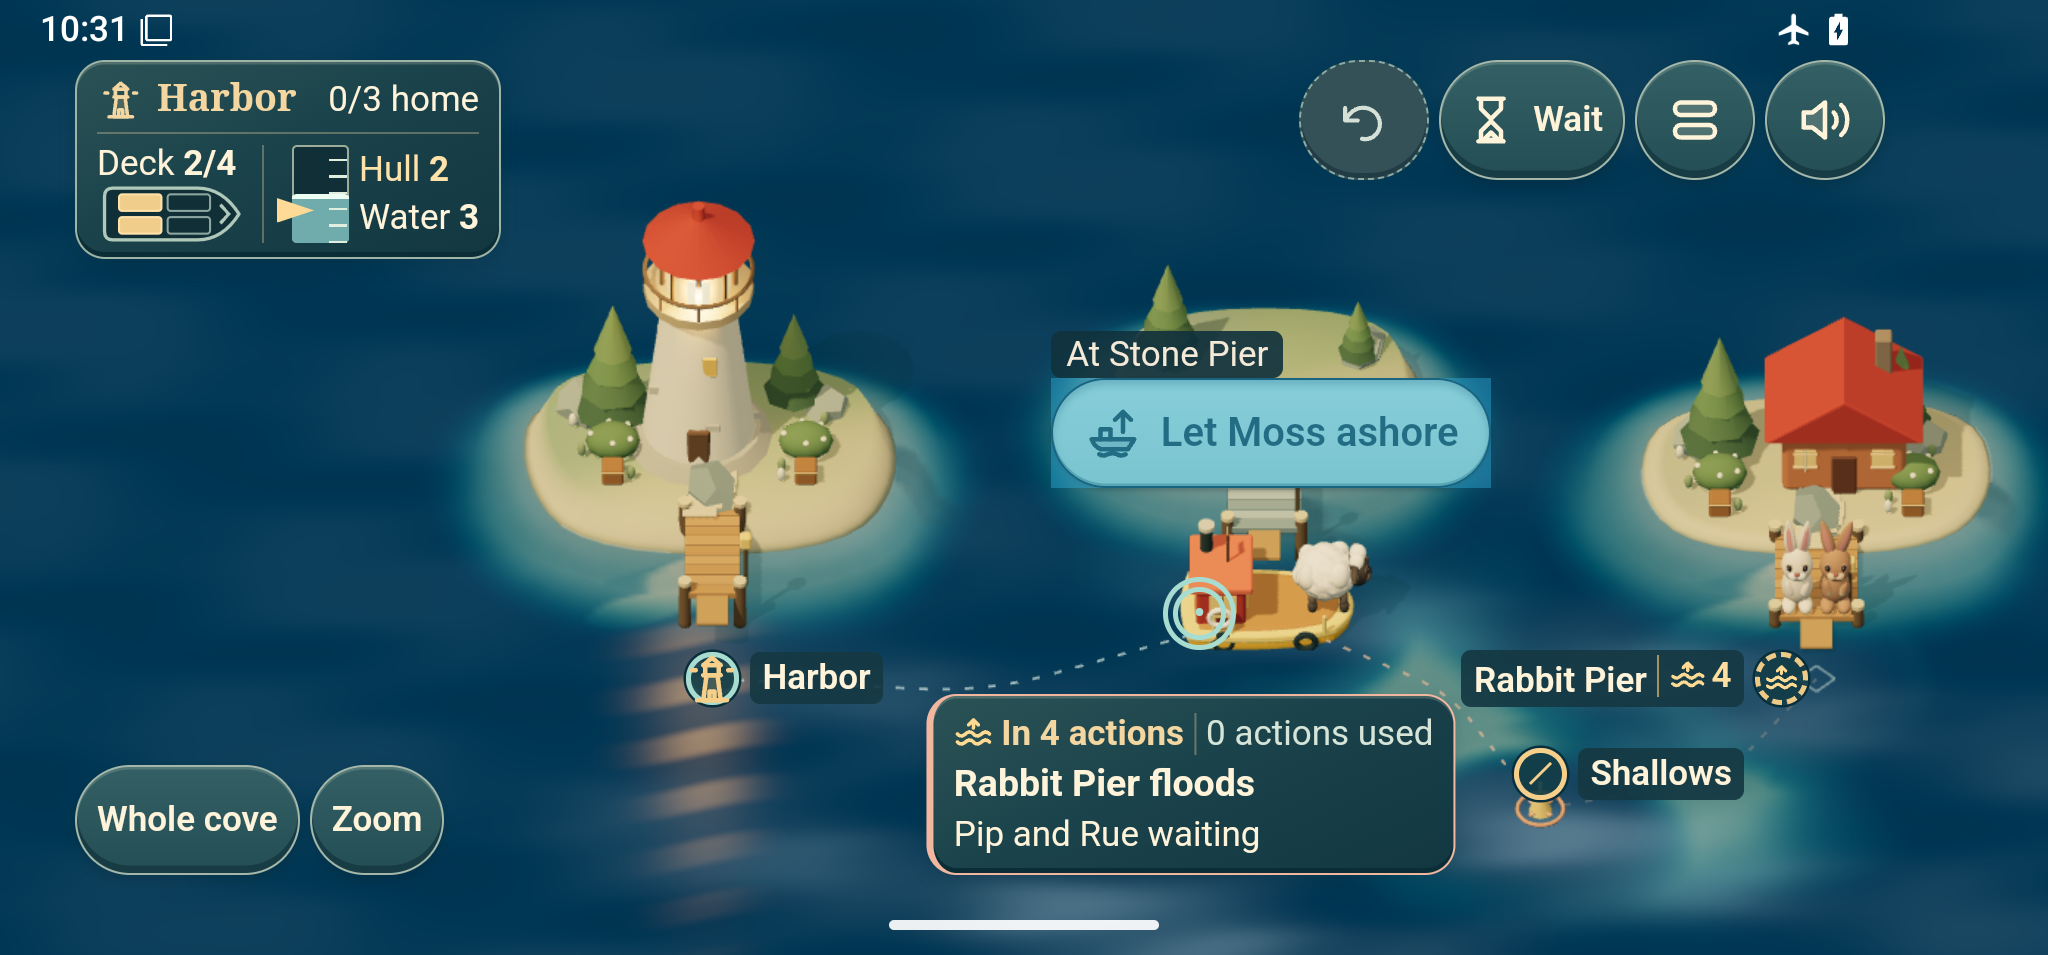 10:31
Harbor 0/3 home
Deck 2/4
Hull 2
Water 3
Wait
At Stone Pier
Let Moss ashore
Harbor
Rabbit Pier 4
Shallows
In 4 actions 0 actions used
Rabbit Pier floods
Pip and Rue waiting
Whole cove
Zoom